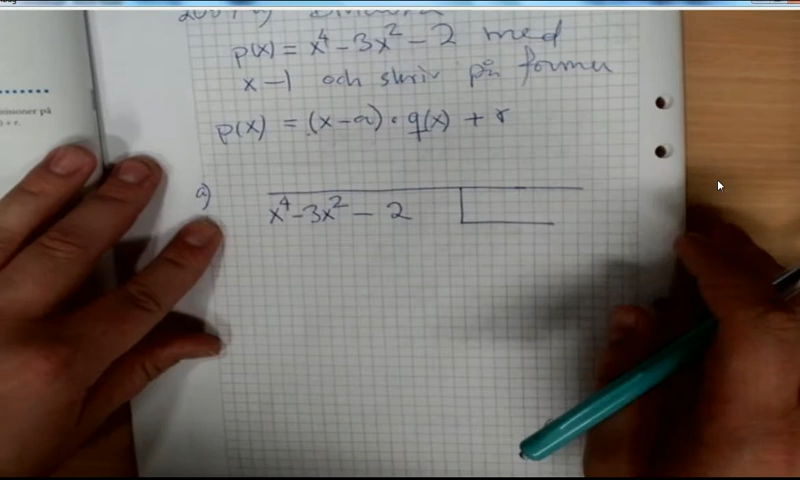 p(x) = x⁴ - 3x² - 2 med
x - 1 och skriv på formen
p(x) = (x-a) · q(x) + r
a)
x⁴ - 3x² - 2